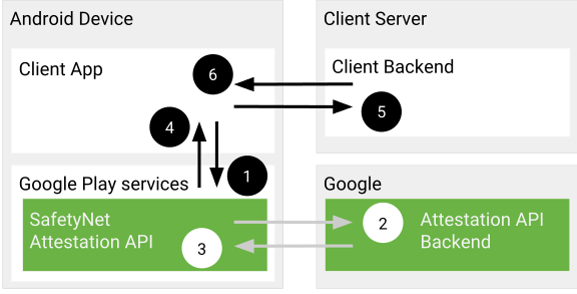 Android Device
Client Server
Client App
6
Client Backend
4
5
1
Google Play services
Google
SafetyNet
Attestation API
3
2
Attestation API
Backend